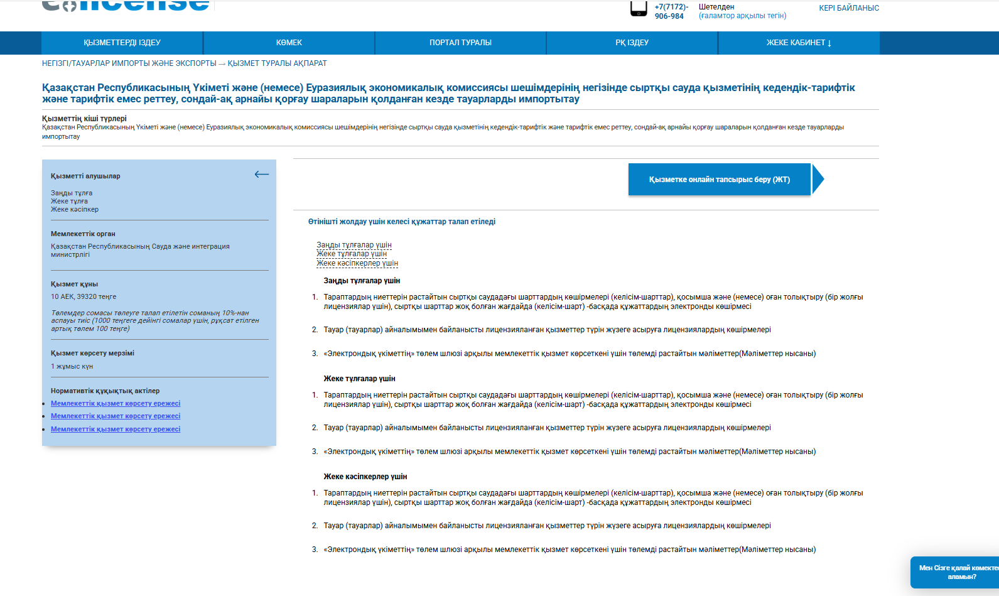 +7(7172)-
906-984
Шетелден
(ғаламтор арқылы тегін)
КЕРІ БАЙЛАНЫС
ҚЫЗМЕТТЕРДІ ІЗДЕУ
КӨМЕК
ПОРТАЛ ТУРАЛЫ
РҚ ІЗДЕУ
ЖЕКЕ КАБИНЕТ ↓
НЕГІЗГІ/ТАУАРЛАР ИМПОРТЫ ЖӘНЕ ЭКСПОРТЫ → ҚЫЗМЕТ ТУРАЛЫ АҚПАРАТ
Қазақстан Республикасының Үкіметі және (немесе) Еуразиялық экономикалық комиссиясы шешімдерінің негізінде сыртқы сауда қызметінің кедендік-тарифтік
және тарифтік емес реттеу, сондай-ақ арнайы қорғау шараларын қолданған кезде тауарларды импортытау
Қызметтің кіші түрлері
Қазақстан Республикасының Үкіметі және (немесе) Еуразиялық экономикалық комиссиясы шешімдерінің негізінде сыртқы сауда қызметінің кедендік-тарифтік және тарифтік емес реттеу, сондай-ақ арнайы қорғау шараларын қолданған кезде тауарларды
импортытау
Қызметті алушылар
Заңды тұлға
Жеке тұлға
Жеке кәсіпкер
Мемлекеттік орган
Қазақстан Республикасының Сауда және интеграция
министрлігі
Қызмет құны
10 АЕК, 39320 теңге
Төлемдер сомасы төлеуге талап етілетін соманың 10%-нан
аспауы тиіс (1000 теңгеге дейінгі сомалар үшін, рұқсат етілген
артық төлем 100 теңге)
Қызмет көрсету мерзімі
1 жұмыс күн
Нормативтік құқықтық актілер
Мемлекеттік қызмет көрсету ережесі
Мемлекеттік қызмет көрсету ережесі
Мемлекеттік қызмет көрсету ережесі
Қызметке онлайн тапсырыс беру (ЖТ)
Өтінішті жолдау үшін келесі құжаттар талап етіледі
Заңды тұлғалар үшін
Жеке тұлғалар үшін
Жеке кәсіпкерлер үшін
Заңды тұлғалар үшін
1. Тараптардың ниеттерін растайтын сыртқы саудадағы шарттардың көшірмелері (келісім-шарттар), қосымша және (немесе) оған толықтыру (бір жолғы
лицензиялар үшін), сыртқы шарттар жоқ болған жағдайда (келісім-шарт) -басқада құжаттардың электронды көшірмесі
2. Тауар (тауарлар) айналымымен байланысты лицензияланған қызметтер түрін жүзеге асыруға лицензиялардың көшірмелері
3. «Электрондық үкіметтің» төлем шлюзі арқылы мемлекеттік қызмет көрсеткені үшін төлемді растайтын мәліметтер(Мәліметтер нысаны)
Жеке тұлғалар үшін
1. Тараптардың ниеттерін растайтын сыртқы саудадағы шарттардың көшірмелері (келісім-шарттар), қосымша және (немесе) оған толықтыру (бір жолғы
лицензиялар үшін), сыртқы шарттар жоқ болған жағдайда (келісім-шарт) -басқада құжаттардың электронды көшірмесі
2. Тауар (тауарлар) айналымымен байланысты лицензияланған қызметтер түрін жүзеге асыруға лицензиялардың көшірмелері
3. «Электрондық үкіметтің» төлем шлюзі арқылы мемлекеттік қызмет көрсеткені үшін төлемді растайтын мәліметтер(Мәліметтер нысаны)
Жеке кәсіпкерлер үшін
1. Тараптардың ниеттерін растайтын сыртқы саудадағы шарттардың көшірмелері (келісім-шарттар), қосымша және (немесе) оған толықтыру (бір жолғы
лицензиялар үшін), сыртқы шарттар жоқ болған жағдайда (келісім-шарт) -басқада құжаттардың электронды көшірмесі
2. Тауар (тауарлар) айналымымен байланысты лицензияланған қызметтер түрін жүзеге асыруға лицензиялардың көшірмелері
3. «Электрондық үкіметтің» төлем шлюзі арқылы мемлекеттік қызмет көрсеткені үшін төлемді растайтын мәліметтер(Мәліметтер нысаны)
Мен Сізге қалай
аламын?